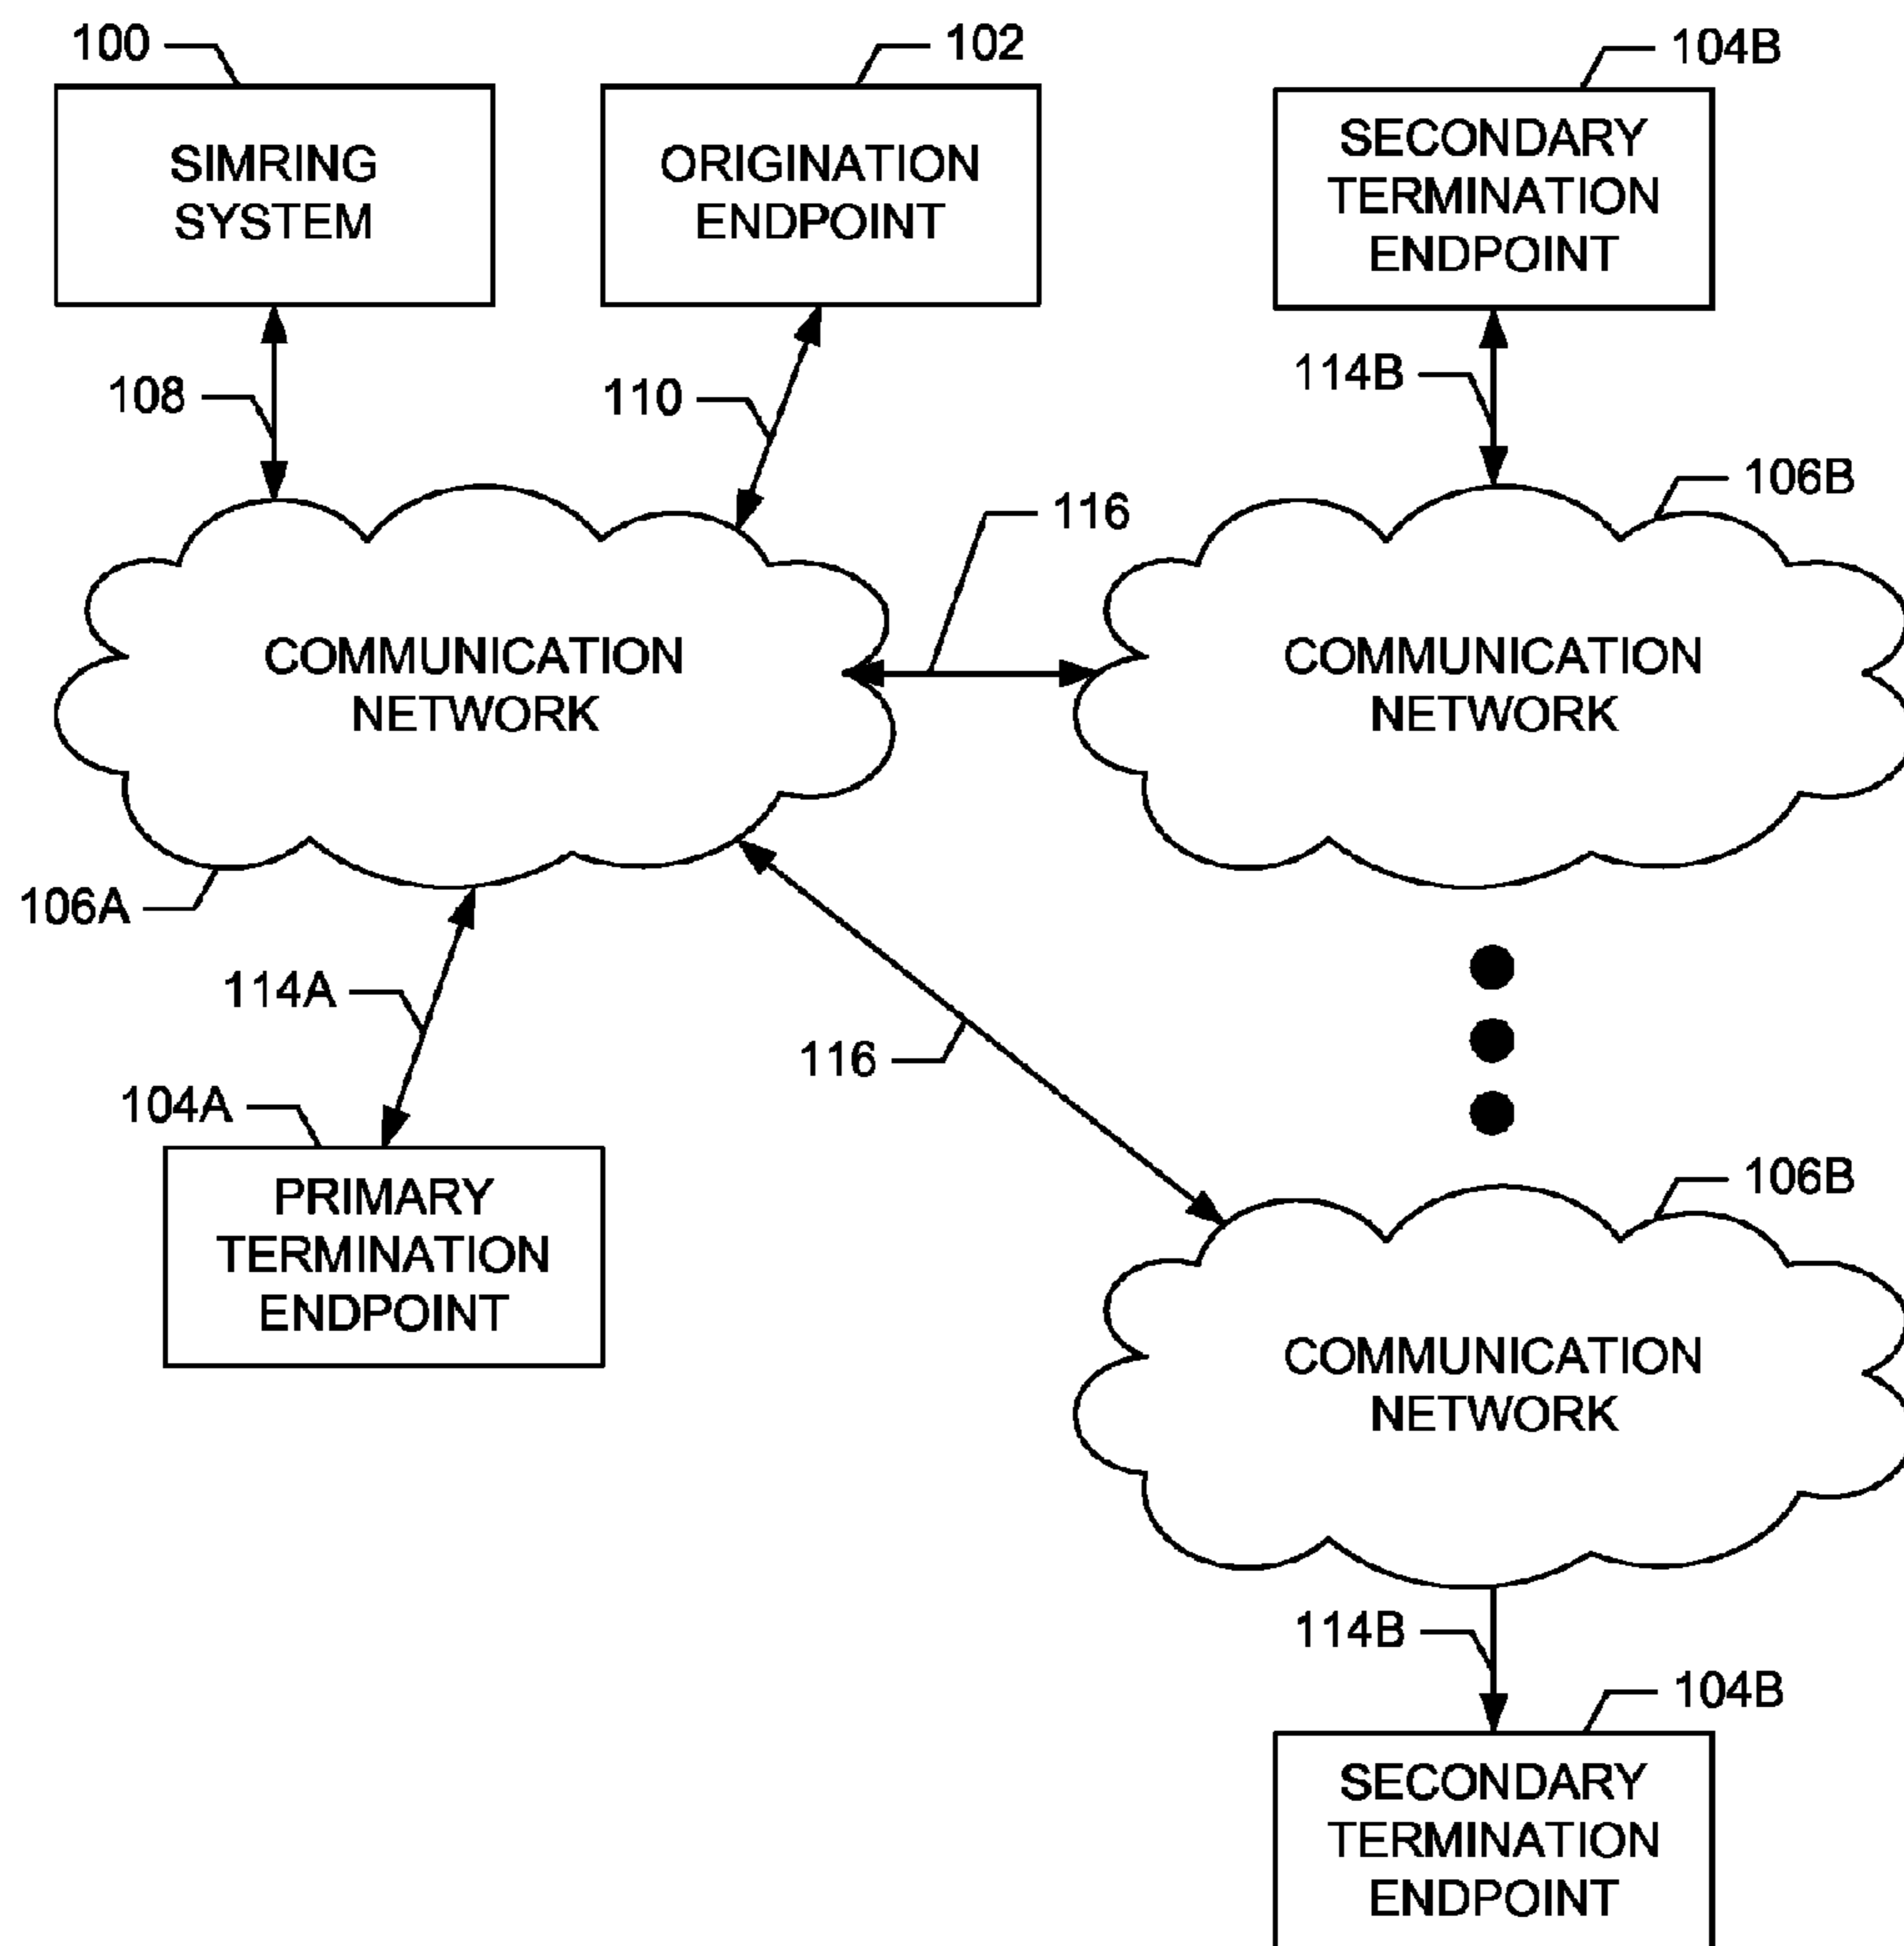 100
102
104B
SIMRING
SYSTEM
ORIGINATION
ENDPOINT
SECONDARY
TERMINATION
ENDPOINT
108
110
114B
106B
116
COMMUNICATION
NETWORK
COMMUNICATION
NETWORK
106A
114A
116
104A
106B
PRIMARY
TERMINATION
ENDPOINT
COMMUNICATION
NETWORK
114B
104B
SECONDARY
TERMINATION
ENDPOINT